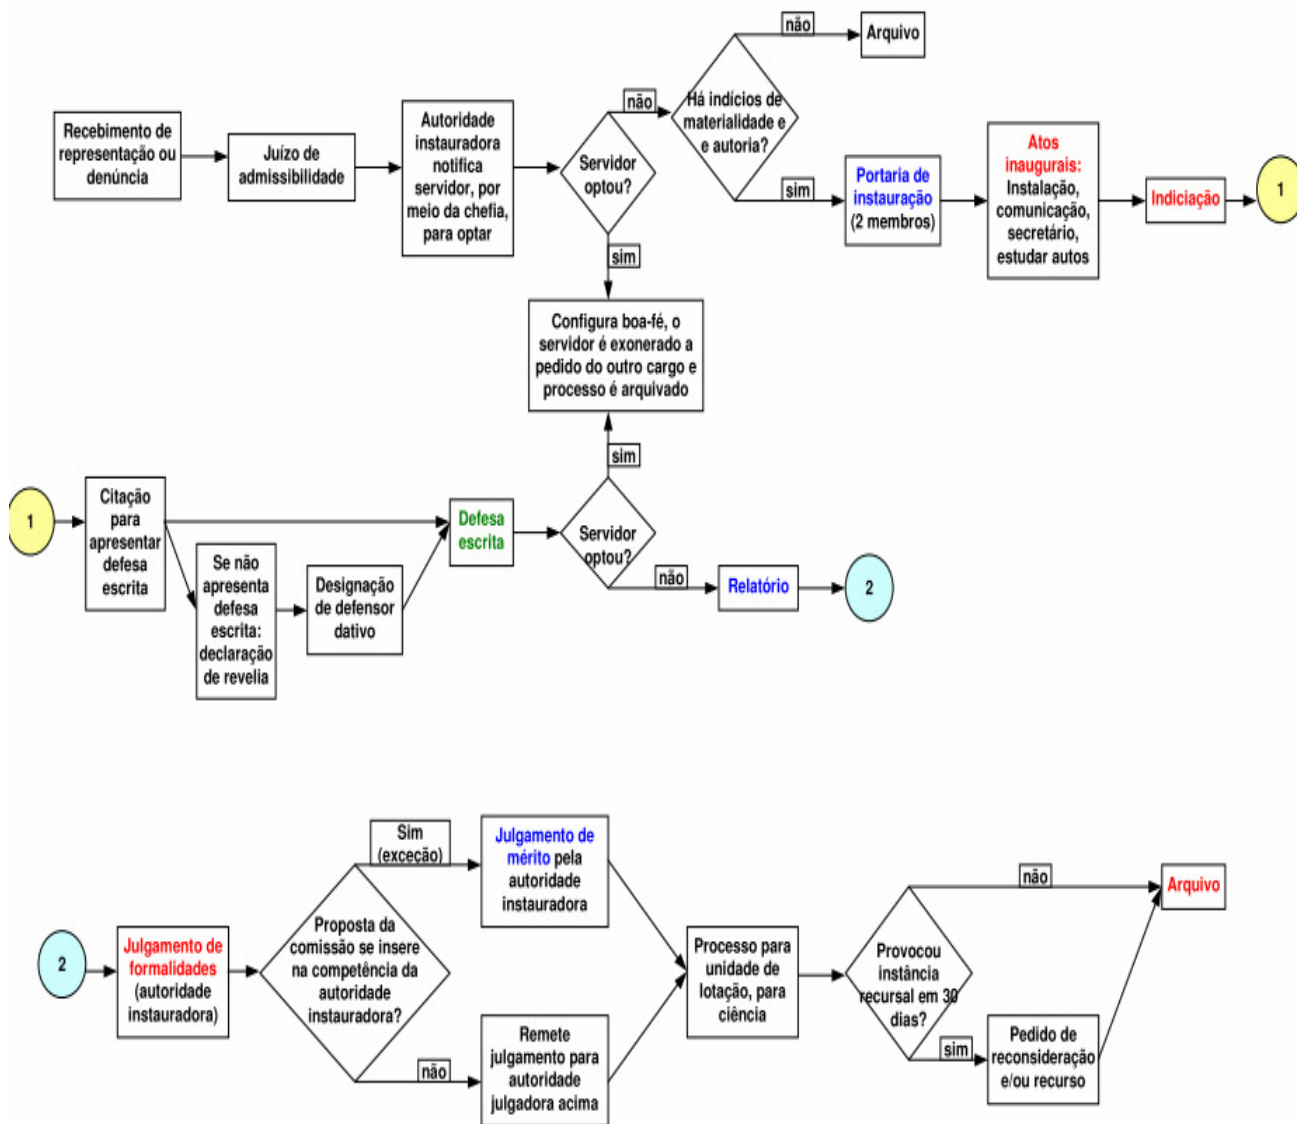 Recebimento de
representação ou
denúncia
Juízo de
admissibilidade
Autoridade
instauradora
notifica
servidor, por
meio da chefia,
para optar
Servidor
optou?
não
Há indícios de
materialidade e
e autoria?
não
Arquivo
sim
Portaria de
instauração
(2 membros)
Atos
inaugurais:
Instalação,
comunicação,
secretário,
estudar autos
Indiciação
1
sim
Configura boa-fé, o
servidor é exonerado a
pedido do outro cargo e
processo é arquivado
sim
1
Citação
para
apresentar
defesa
escrita
Se não
apresenta
defesa
escrita:
declaração
de revelia
Designação
de defensor
dativo
Defesa
escrita
Servidor
optou?
não
Relatório
2
2
Julgamento de
formalidades
(autoridade
instauradora)
Proposta da
comissão se insere
na competência da
autoridade
instauradora?
Sim
(exceção)
Julgamento de
mérito pela
autoridade
instauradora
não
Remete
julgamento para
autoridade
julgadora acima
Processo para
unidade de
lotação, para
ciência
Provocou
instância
recursal em 30
dias?
não
Arquivo
sim
Pedido de
reconsideração
e/ou recurso